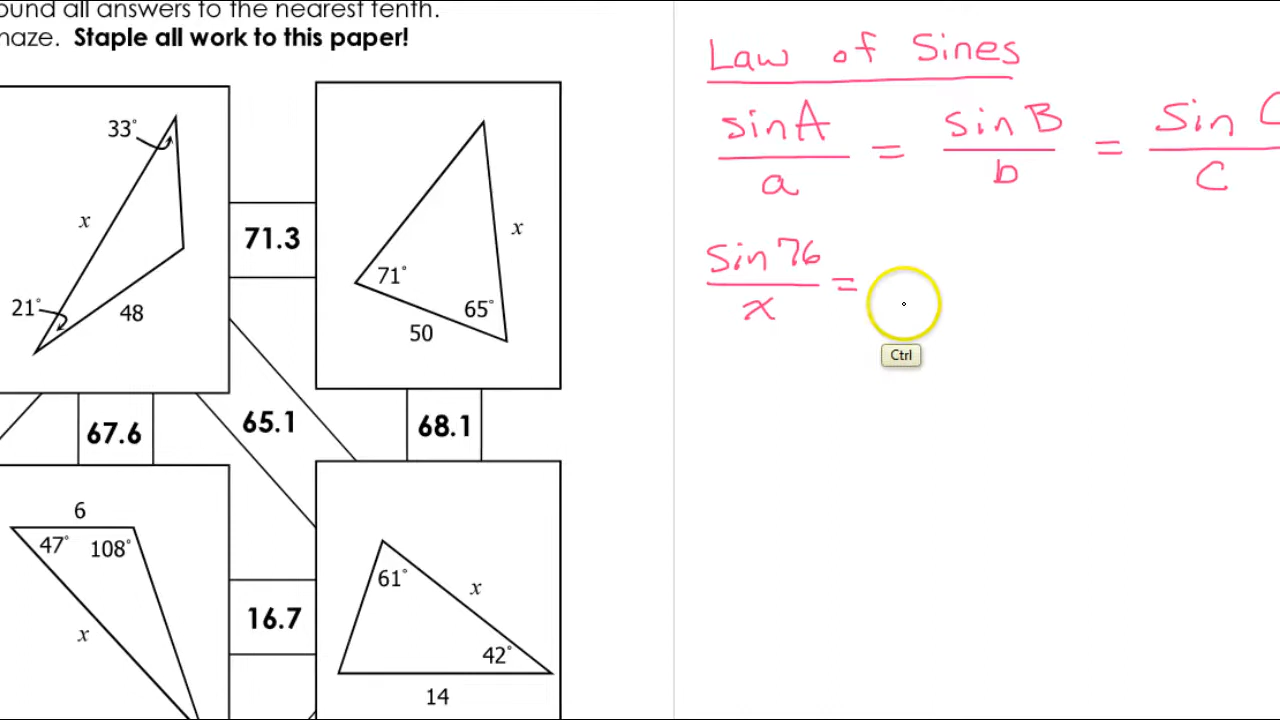 ound all answers to the nearest tenth.
naze. Staple all work to this paper!
33°
x
21°
48
71.3
71°
65°
50
x
67.6
65.1
68.1
6
47° 108°
x
16.7
61°
x
42°
14
Law of Sines
sin A / a = sin B / b = Sin C / C
Sin 76 / x =
Ctrl